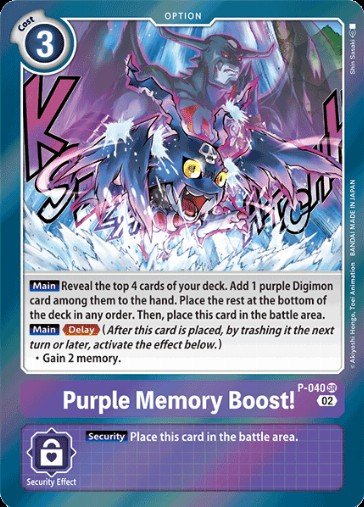 Cost
3
OPTION
Shin Sasaki
Main Reveal the top 4 cards of your deck. Add 1 purple Digimon
card among them to the hand. Place the rest at the bottom of
the deck in any order. Then, place this card in the battle area.
Main Delay (After this card is placed, by trashing it the next
turn or later, activate the effect below.)
・Gain 2 memory.
©Akiyoshi Hongo, Toei Animation BANDAI MADE IN JAPAN
P-040 SR
Purple Memory Boost!
02
Security Place this card in the battle area.
Security Effect